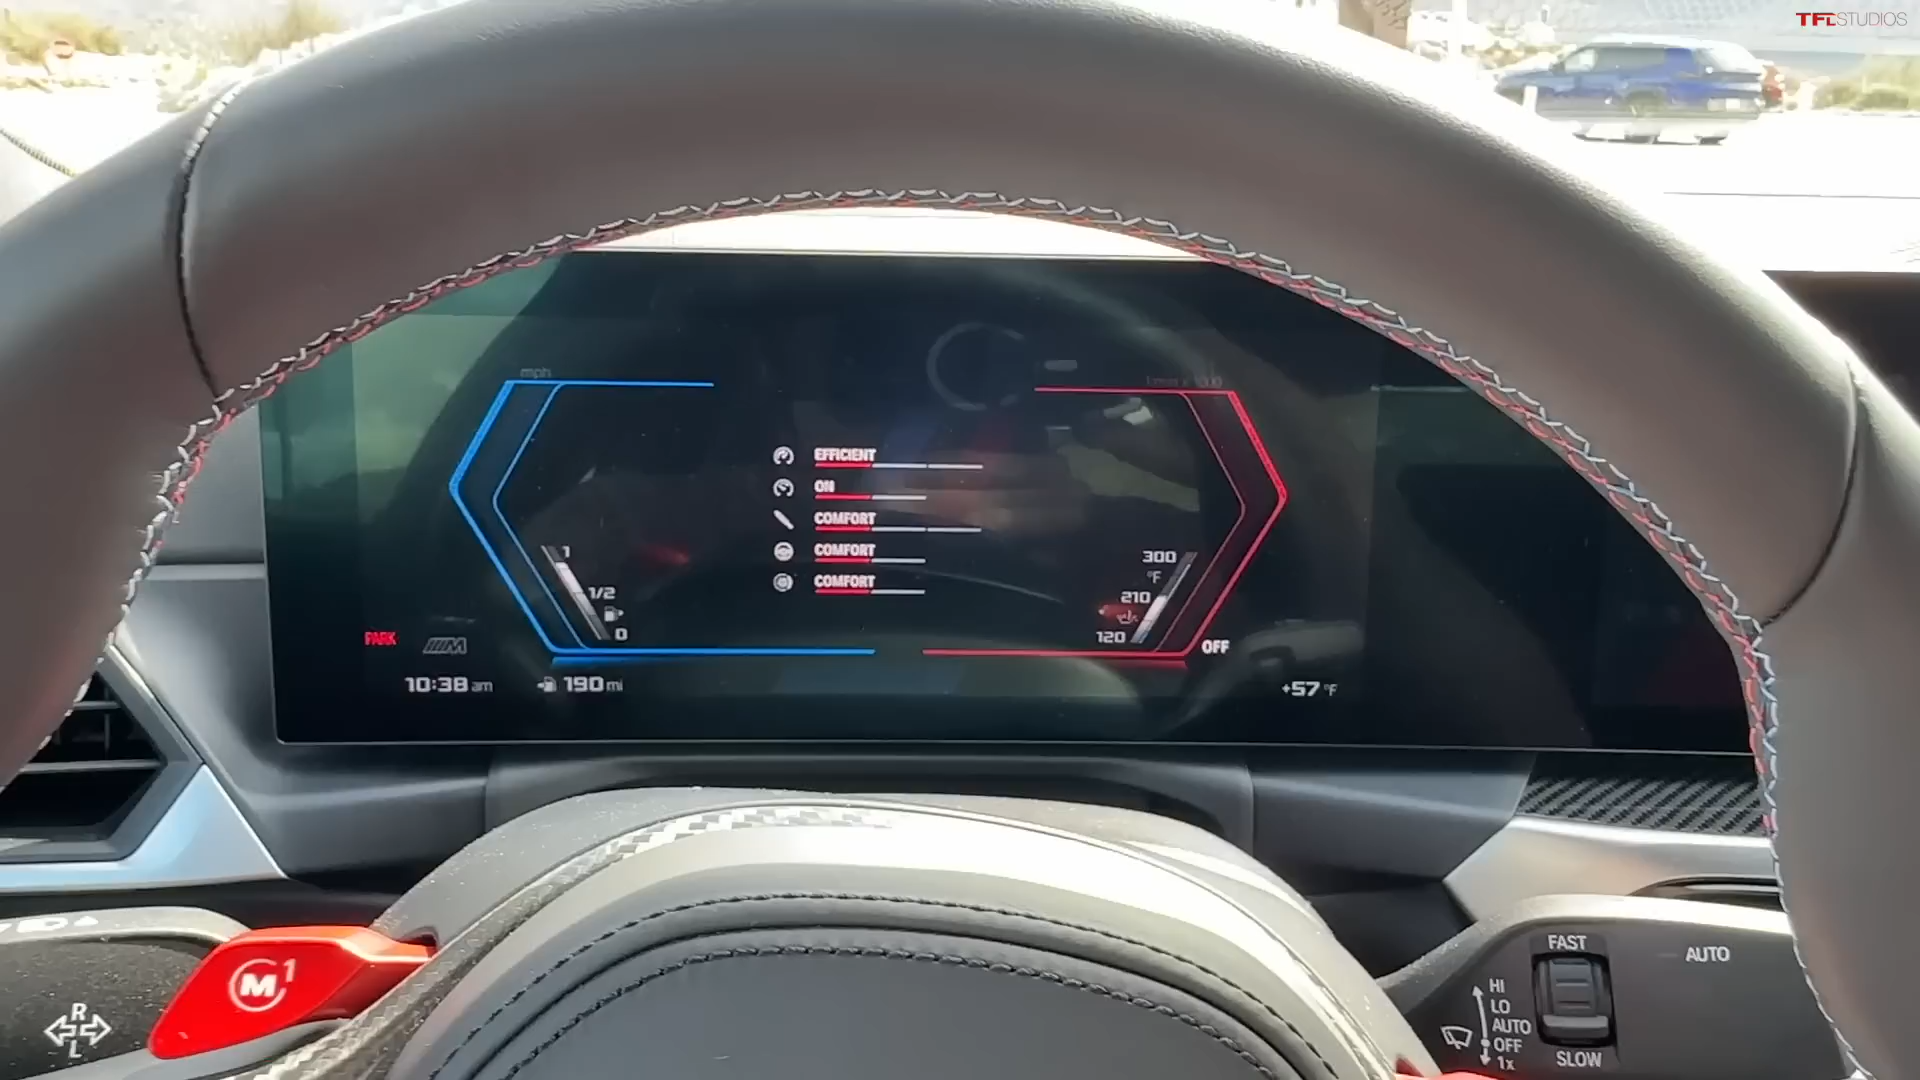 TFLSTUDIOS
mph
EFFICIENT
ON
COMFORT
COMFORT
COMFORT
1
1/2
0
300
°F
210
120
PARK
M
OFF
10:38 am
190 mi
+57 °F
M1
R
L
FAST
AUTO
HI
LO
AUTO
OFF
1x
SLOW